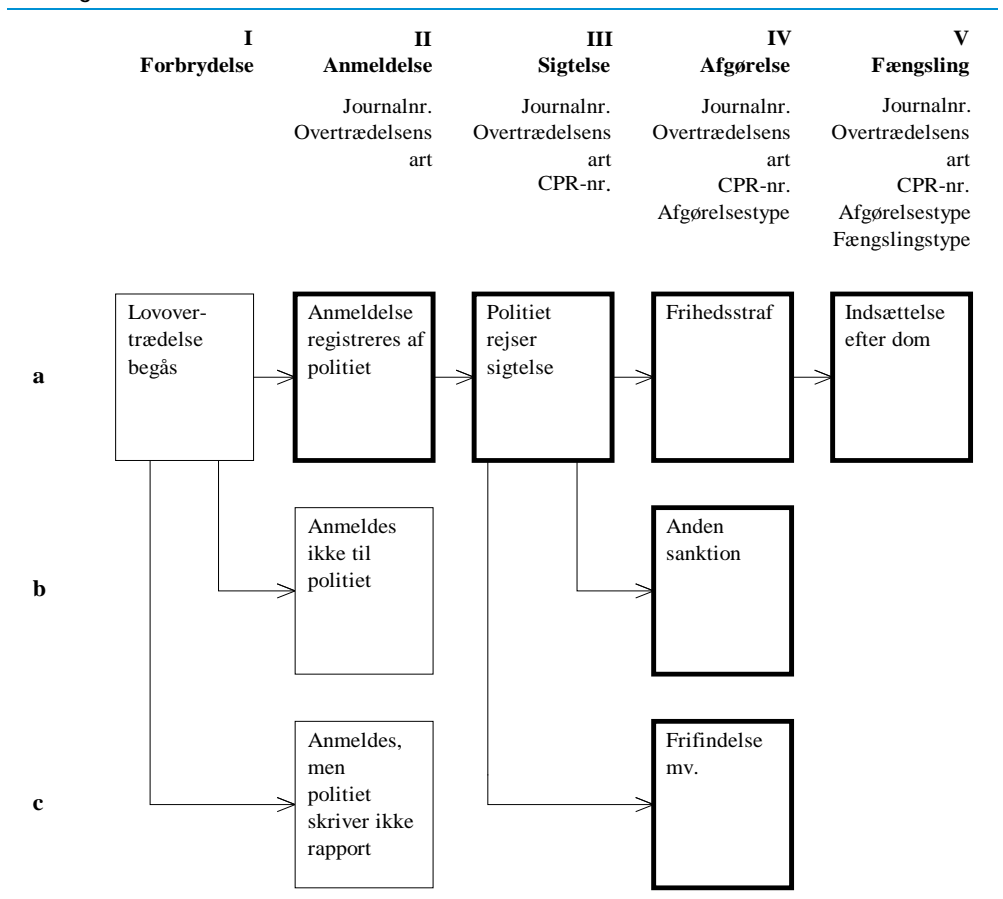 I
Forbrydelse
II
Anmeldelse
Journalnr.
Overtrædelsens
art
III
Sigtelse
Journalnr.
Overtrædelsens
art
CPR-nr.
IV
Afgørelse
Journalnr.
Overtrædelsens
art
CPR-nr.
Afgørelsestype
V
Fængsling
Journalnr.
Overtrædelsens
art
CPR-nr.
Afgørelsestype
Fængslingstype
a
Lovover-
trædelse
begås
Anmeldelse
registreres af
politiet
Politiet
rejser
sigtelse
Frihedsstraf
Indsættelse
efter dom
b
Anmeldes
ikke til
politiet
Anden
sanktion
c
Anmeldes,
men
politiet
skriver ikke
rapport
Frifindelse
mv.